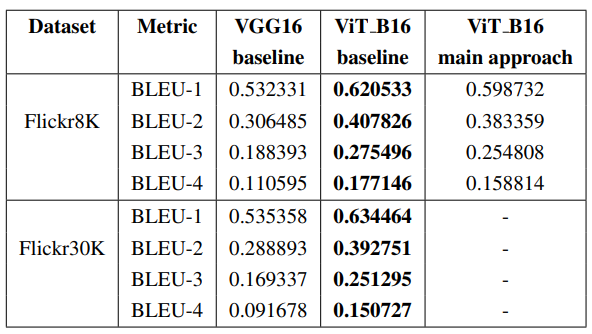 Dataset Metric VGG16 ViT_B16 ViT_B16
baseline baseline main approach
BLEU-1 0.532331 0.620533 0.598732
Flickr8K BLEU-2 0.306485 0.407826 0.383359
BLEU-3 0.188393 0.275496 0.254808
BLEU-4 0.110595 0.177146 0.158814
BLEU-1 0.535358 0.634464 -
Flickr30K BLEU-2 0.288893 0.392751 -
BLEU-3 0.169337 0.251295 -
BLEU-4 0.091678 0.150727 -